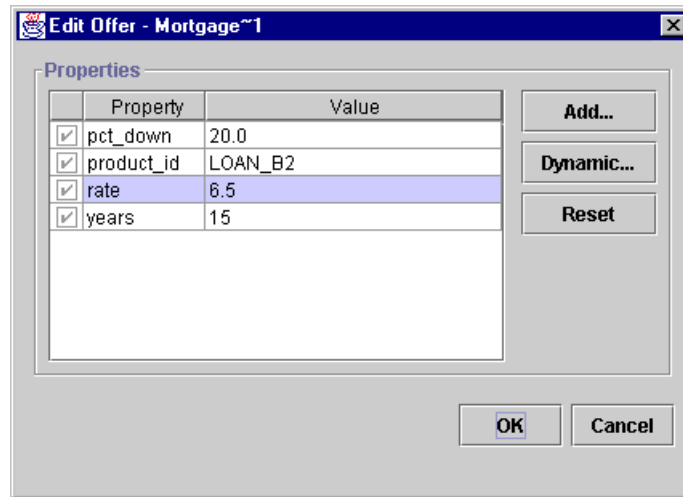 Edit Offer - Mortgage~1
Properties
Property Value
pct_down 20.0
product_id LOAN_B2
rate 6.5
years 15
Add...
Dynamic...
Reset
OK Cancel